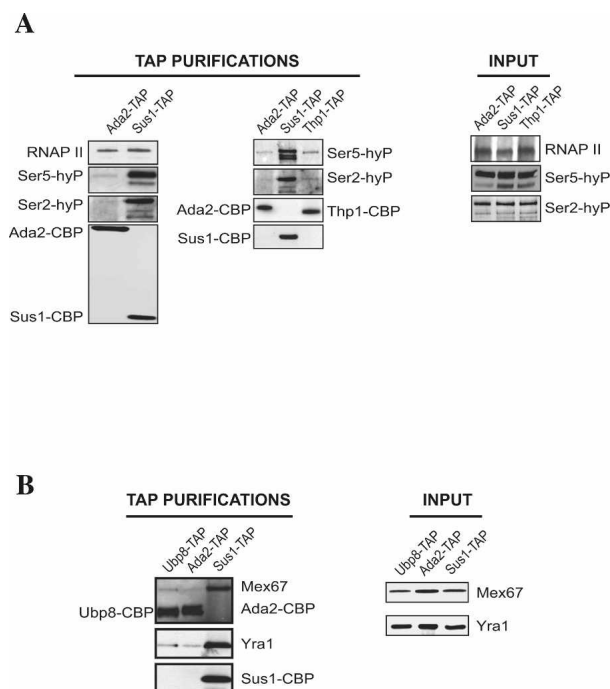 A
TAP PURIFICATIONS
Ada2-TAP
Sus1-TAP
RNAP II
Ser5-hyP
Ser2-hyP
Ada2-CBP
Sus1-CBP
Ada2-TAP
Sus1-TAP
Thp1-TAP
Ser5-hyP
Ser2-hyP
Ada2-CBP
Thp1-CBP
Sus1-CBP
INPUT
Ada2-TAP
Sus1-TAP
Thp1-TAP
RNAP II
Ser5-hyP
Ser2-hyP
B
TAP PURIFICATIONS
Ubp8-TAP
Ada2-TAP
Sus1-TAP
Mex67
Ubp8-CBP
Ada2-CBP
Yra1
Sus1-CBP
INPUT
Ubp8-TAP
Ada2-TAP
Sus1-TAP
Mex67
Yra1